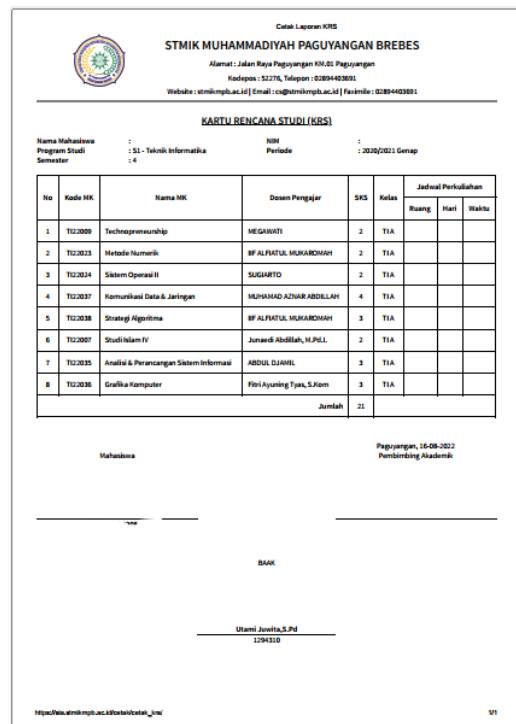 Cetak Laporan KRS
STMIK MUHAMMADIYAH PAGUYANGAN BREBES
Alamat : Jalan Raya Paguyangan KM.01 Paguyangan
Kodepos : 52276, Telepon : 02894403691
Website : stmikmpb.ac.id | Email : cs@stmikmpb.ac.id | Faximile : 02894403691
KARTU RENCANA STUDI (KRS)
Nama Mahasiswa : NIM :
Program Studi : S1 - Teknik Informatika Periode : 2020/2021 Genap
Semester : 4
No Kode MK Nama MK Dosen Pengajar SKS Kelas Jadwal Perkuliahan
Ruang Hari Waktu
1 TI22009 Technopreneurship MEGAWATI 2 TIA
2 TI22023 Metode Numerik IIF ALFIATUL MUKAROMAH 2 TIA
3 TI22024 Sistem Operasi II SUGIARTO 2 TIA
4 TI22037 Komunikasi Data & Jaringan MUHAMAD AZNAR ABDILLAH 4 TIA
5 TI22038 Strategi Algoritma IIF ALFIATUL MUKAROMAH 3 TIA
6 TI22007 Studi Islam IV Junaedi Abdillah, M.Pd.I. 2 TIA
7 TI22035 Analisi & Perancangan Sistem Informasi ABDUL DJAMIL 3 TIA
8 TI22036 Grafika Komputer Fitri Ayuning Tyas, S.Kom 3 TIA
Jumlah 21
Paguyangan, 16-08-2022
Mahasiswa Pembimbing Akademik
BAAK
Utami Juwita,S.Pd
1294310
https://sia.stmikmpb.ac.id/cetak/cetak_krs/ 1/1